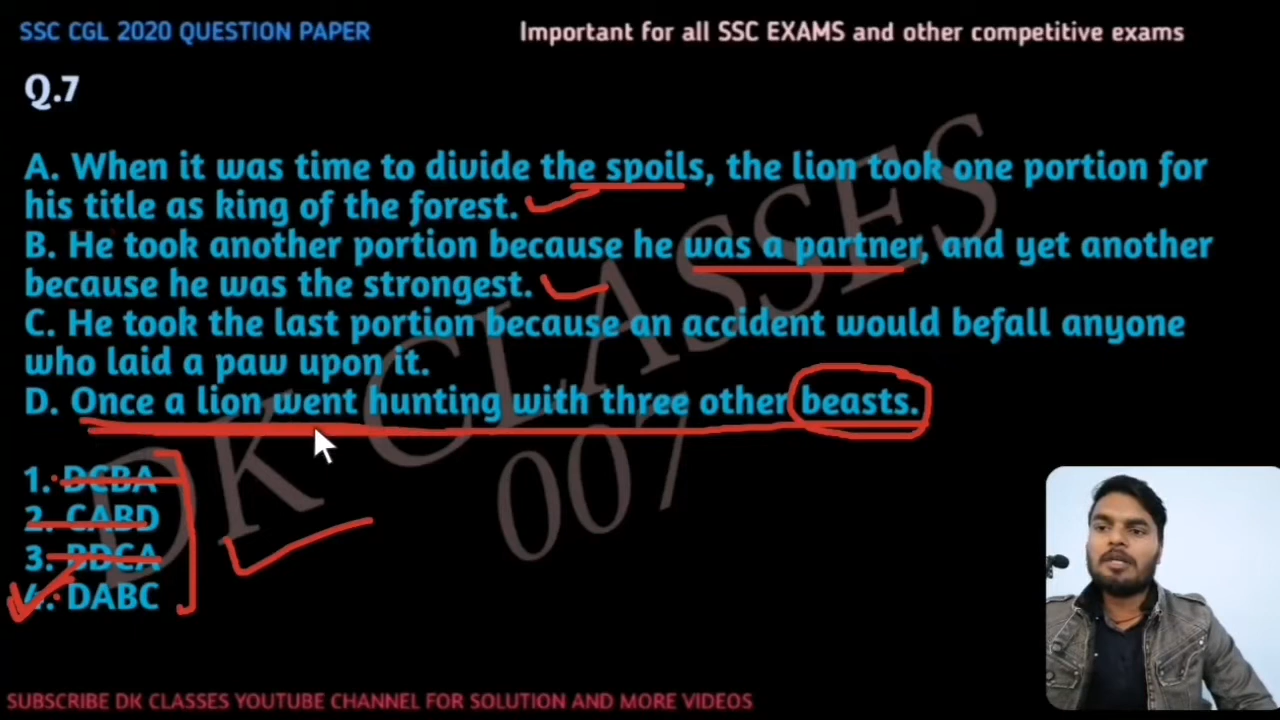 SSC CGL 2020 QUESTION PAPER
Important for all SSC EXAMS and other competitive exams
Q.7
A. When it was time to divide the spoils, the lion took one portion for
his title as king of the forest.
B. He took another portion because he was a partner, and yet another
because he was the strongest.
C. He took the last portion because an accident would befall anyone
who laid a paw upon it.
D. Once a lion went hunting with three other beasts.
1. DCBA
2. CABD
3. BDCA
4. DABC
DK CLASSES
007
SUBSCRIBE DK CLASSES YOUTUBE CHANNEL FOR SOLUTION AND MORE VIDEOS